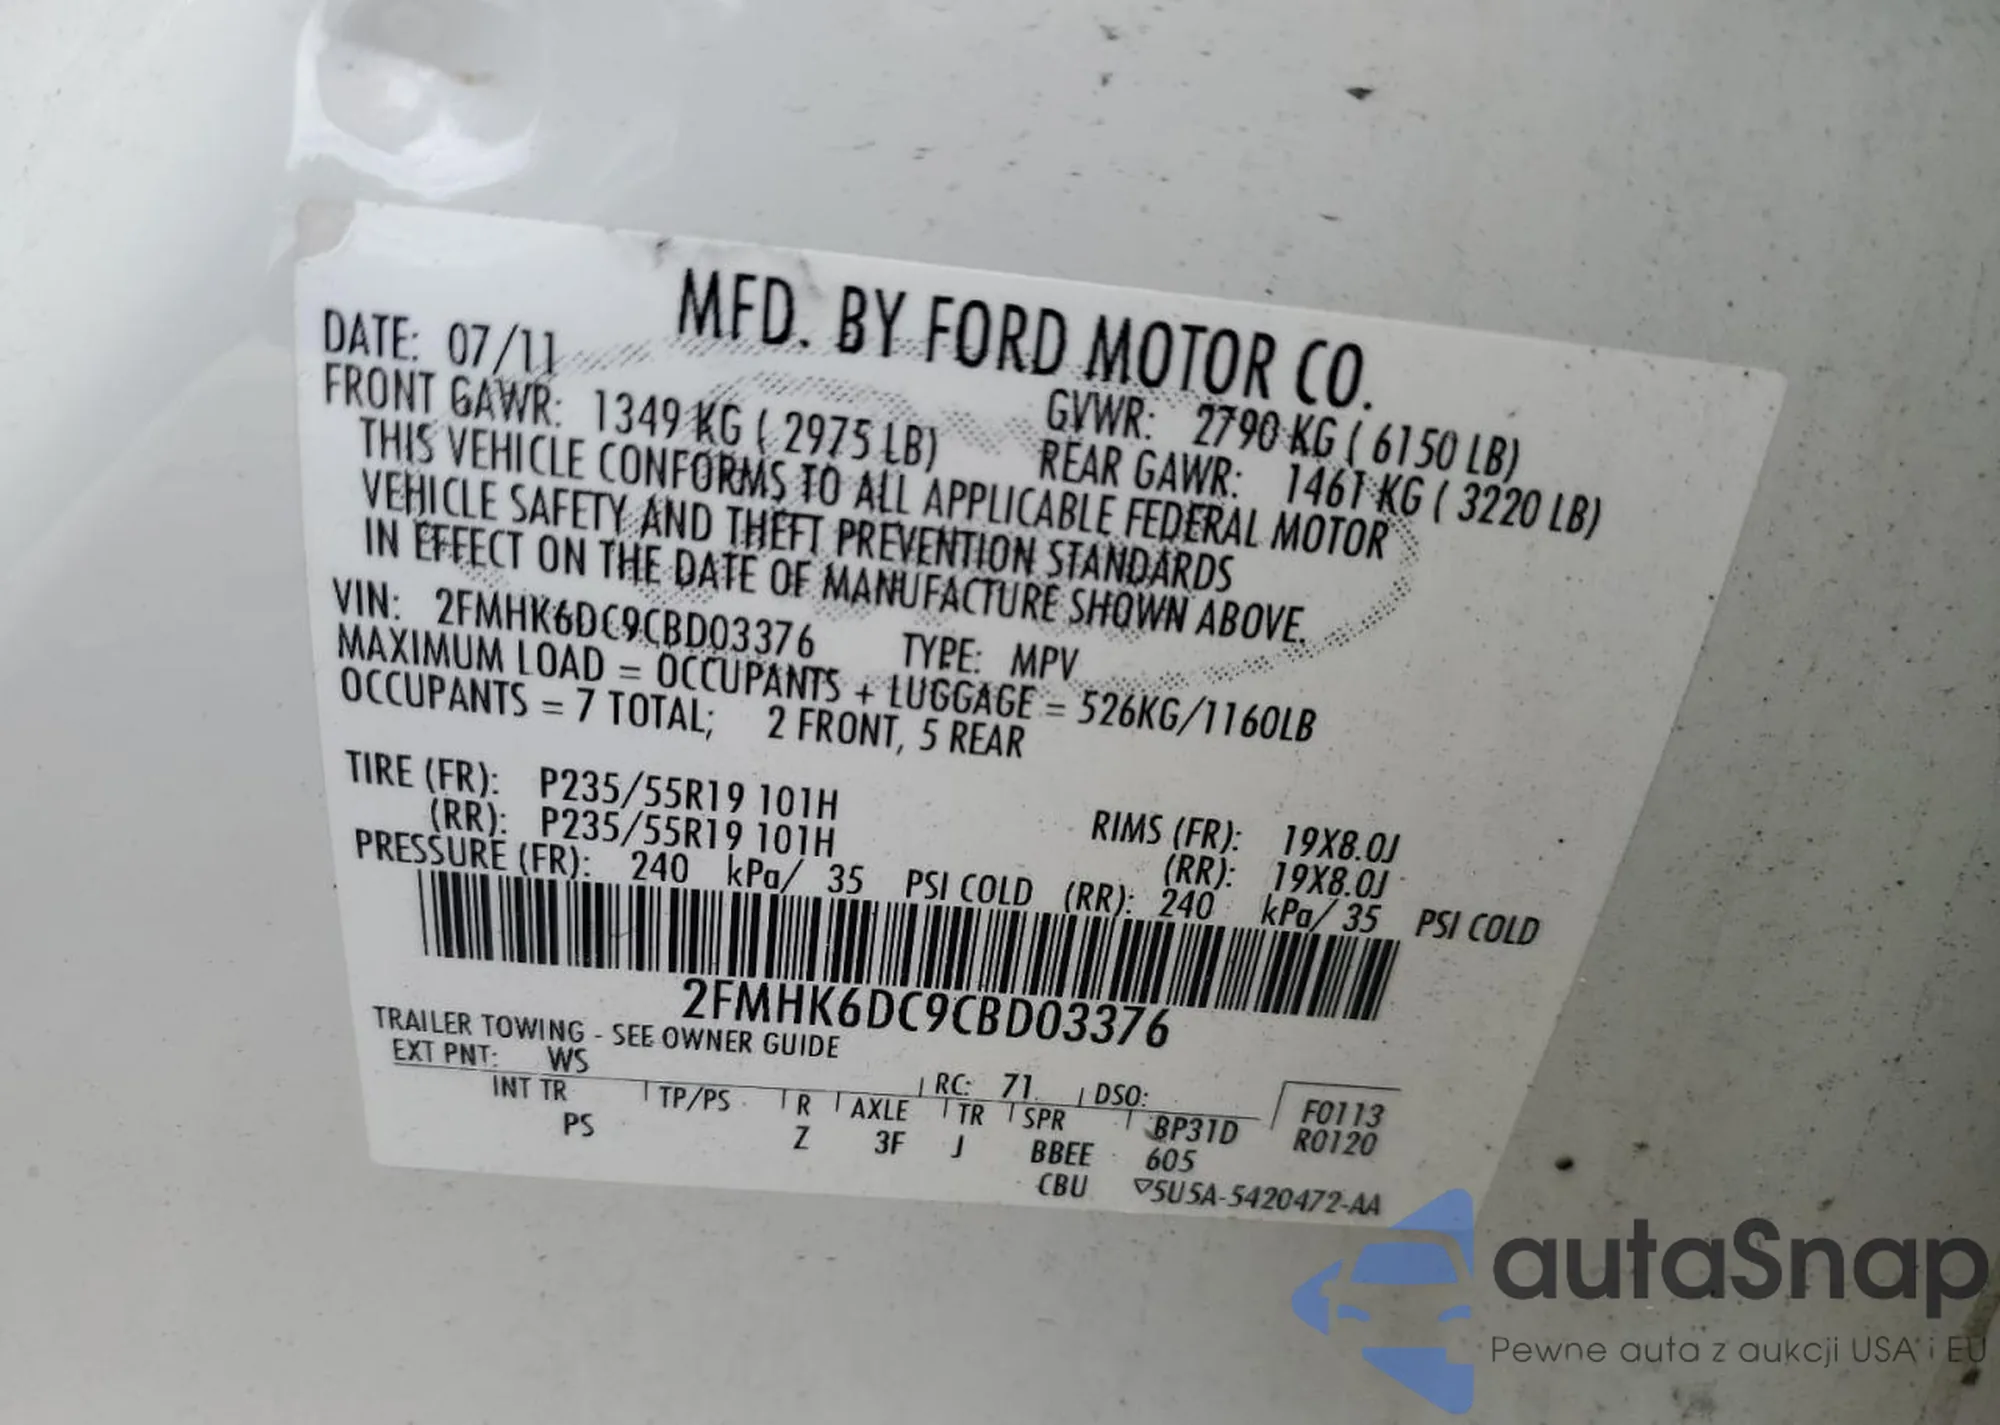 MFD. BY FORD MOTOR CO.
DATE: 07/11
GVWR: 2790 KG ( 6150 LB)
FRONT GAWR: 1349 KG ( 2975 LB)
REAR GAWR: 1461 KG ( 3220 LB)
THIS VEHICLE CONFORMS TO ALL APPLICABLE FEDERAL MOTOR
VEHICLE SAFETY AND THEFT PREVENTION STANDARDS
IN EFFECT ON THE DATE OF MANUFACTURE SHOWN ABOVE.
VIN: 2FMHK6DC9CBD03376 TYPE: MPV
MAXIMUM LOAD = OCCUPANTS + LUGGAGE = 526KG/1160LB
OCCUPANTS = 7 TOTAL; 2 FRONT, 5 REAR
TIRE (FR): P235/55R19 101H RIMS (FR): 19X8.0J
(RR): P235/55R19 101H (RR): 19X8.0J
PRESSURE (FR): 240 kPa/ 35 PSI COLD (RR): 240 kPa/ 35 PSI COLD
2FMHK6DC9CBD03376
TRAILER TOWING - SEE OWNER GUIDE
EXT PNT: WS RC: 71 DSO: F0113
INT TR TP/PS R AXLE TR SPR BP31D R0120
PS Z 3F J BBEE 605
CBU ▽5U5A-5420472-AA
autaSnap
Pewne auta z aukcji USA i EU